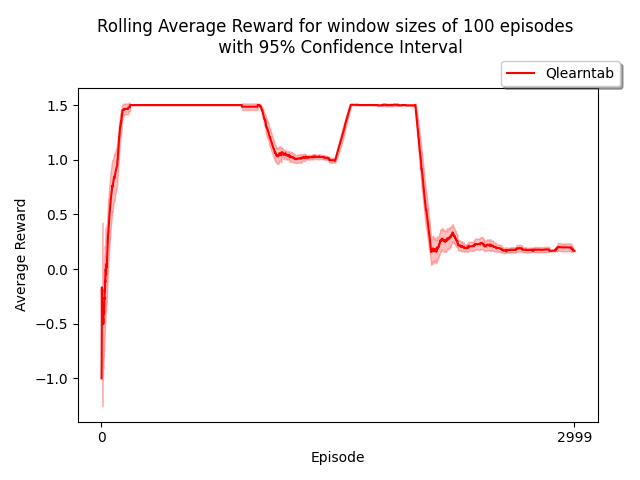 Rolling Average Reward for window sizes of 100 episodes
with 95% Confidence Interval
Qlearntab
1.5
1.0
0.5
0.0
−0.5
−1.0
Average Reward
0
2999
Episode